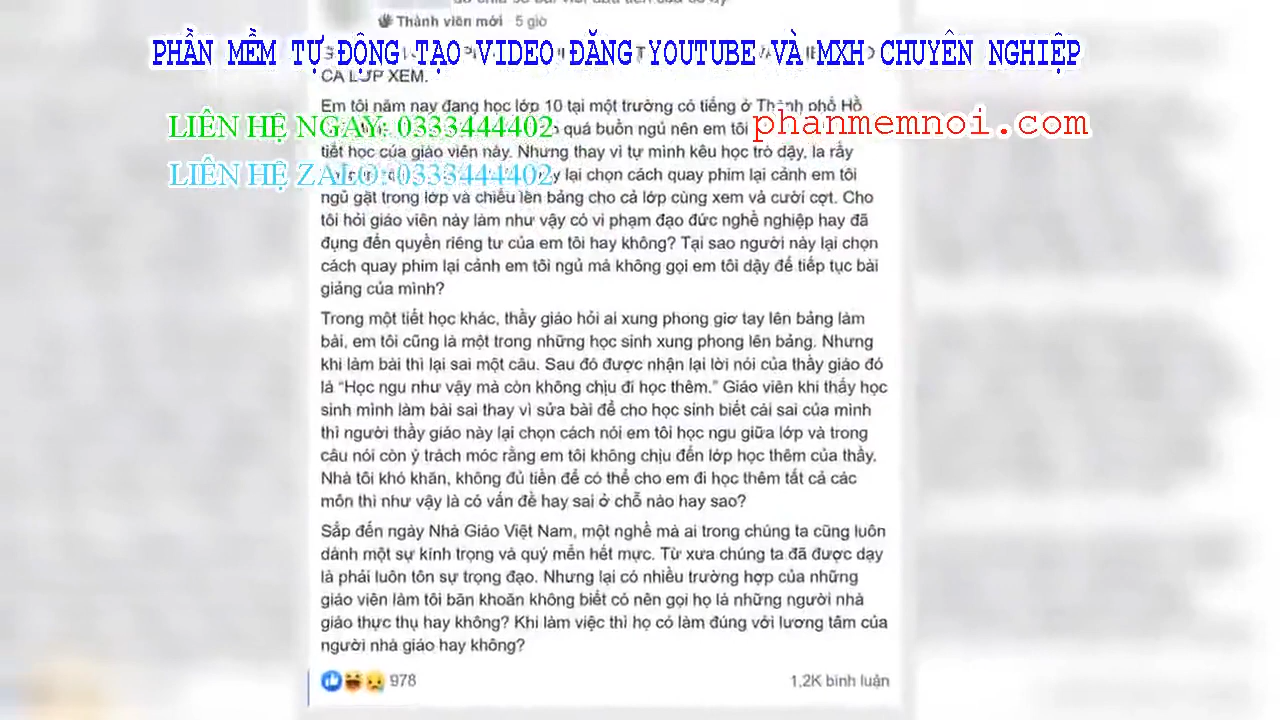 Thành viên mới · 5 giờ
PHẦN MỀM TỰ ĐỘNG TẠO VIDEO ĐĂNG YOUTUBE VÀ MXH CHUYÊN NGHIỆP
CẢ LỚP XEM.
Em tôi năm nay đang học lớp 10 tại một trường có tiếng ở Thành phố Hồ
LIÊN HỆ NGAY: 0333444402
quá buồn ngủ nên em tôi
phanmemnoi.com
tiết học của giáo viên này. Nhưng thay vì tự mình kêu học trò dậy, la rầy
LIÊN HỆ ZALO: 0333444402
lại chọn cách quay phim lại cảnh em tôi
ngủ gật trong lớp và chiếu lên bảng cho cả lớp cùng xem và cười cợt. Cho
tôi hỏi giáo viên này làm như vậy có vi phạm đạo đức nghề nghiệp hay đã
đụng đến quyền riêng tư của em tôi hay không? Tại sao người này lại chọn
cách quay phim lại cảnh em tôi ngủ mà không gọi em tôi dậy để tiếp tục bài
giảng của mình?
Trong một tiết học khác, thầy giáo hỏi ai xung phong giơ tay lên bảng làm
bài, em tôi cũng là một trong những học sinh xung phong lên bảng. Nhưng
khi làm bài thì lại sai một câu. Sau đó được nhận lại lời nói của thầy giáo đó
là “Học ngu như vậy mà còn không chịu đi học thêm.” Giáo viên khi thấy học
sinh mình làm bài sai thay vì sửa bài để cho học sinh biết cái sai của mình
thì người thầy giáo này lại chọn cách nói em tôi học ngu giữa lớp và trong
câu nói còn ý trách móc rằng em tôi không chịu đến lớp học thêm của thầy.
Nhà tôi khó khăn, không đủ tiền để có thể cho em đi học thêm tất cả các
môn thì như vậy là có vấn đề hay sai ở chỗ nào hay sao?
Sắp đến ngày Nhà Giáo Việt Nam, một nghề mà ai trong chúng ta cũng luôn
dành một sự kính trọng và quý mến hết mực. Từ xưa chúng ta đã được dạy
là phải luôn tôn sự trọng đạo. Nhưng lại có nhiều trường hợp của những
giáo viên làm tôi băn khoăn không biết có nên gọi họ là những người nhà
giáo thực thụ hay không? Khi làm việc thì họ có làm đúng với lương tâm của
người nhà giáo hay không?
978
1,2K bình luận